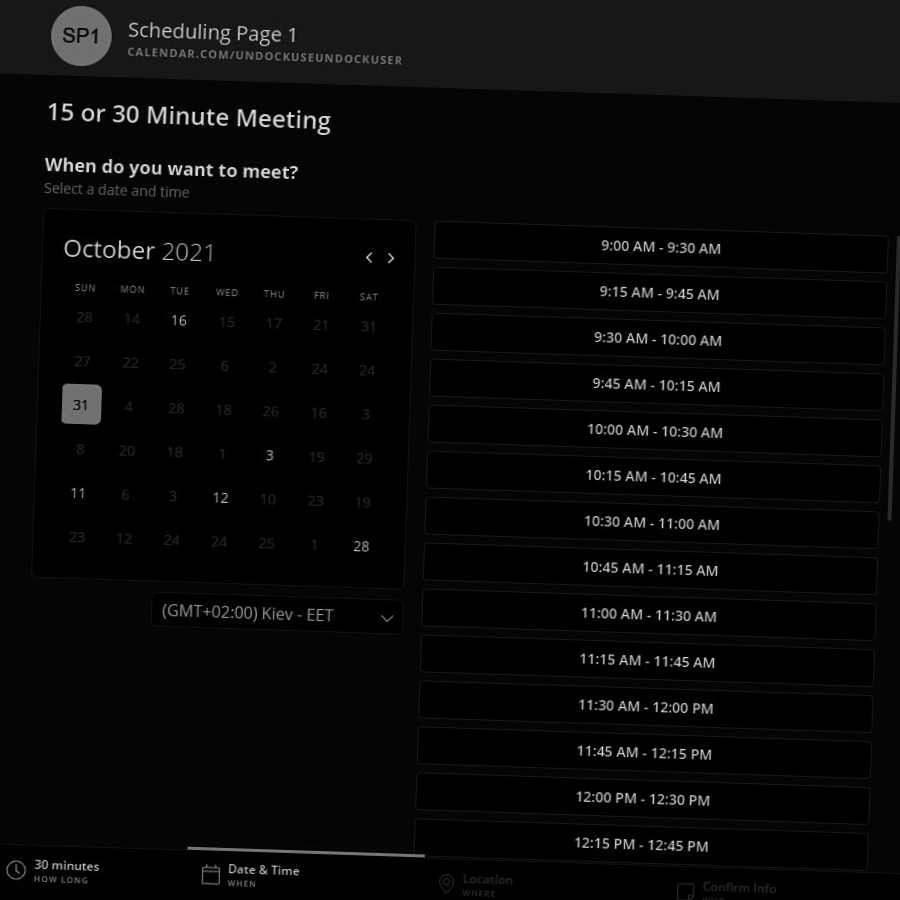 SP1
Scheduling Page 1
CALENDAR.COM/UNDOCKUSEUNDOCKUSER
15 or 30 Minute Meeting
When do you want to meet?
Select a date and time
October 2021
SUN MON TUE WED THU FRI SAT
28 14 16 15 17 21 31
27 22 25 6 2 24 24
31 4 28 18 26 16 3
8 20 18 1 3 19 29
11 6 3 12 10 23 19
23 12 24 24 25 1 28
(GMT+02:00) Kiev - EET
9:00 AM - 9:30 AM
9:15 AM - 9:45 AM
9:30 AM - 10:00 AM
9:45 AM - 10:15 AM
10:00 AM - 10:30 AM
10:15 AM - 10:45 AM
10:30 AM - 11:00 AM
10:45 AM - 11:15 AM
11:00 AM - 11:30 AM
11:15 AM - 11:45 AM
11:30 AM - 12:00 PM
11:45 AM - 12:15 PM
12:00 PM - 12:30 PM
12:15 PM - 12:45 PM
30 minutes
HOW LONG
Date & Time
WHEN
Location
WHERE
Confirm Info